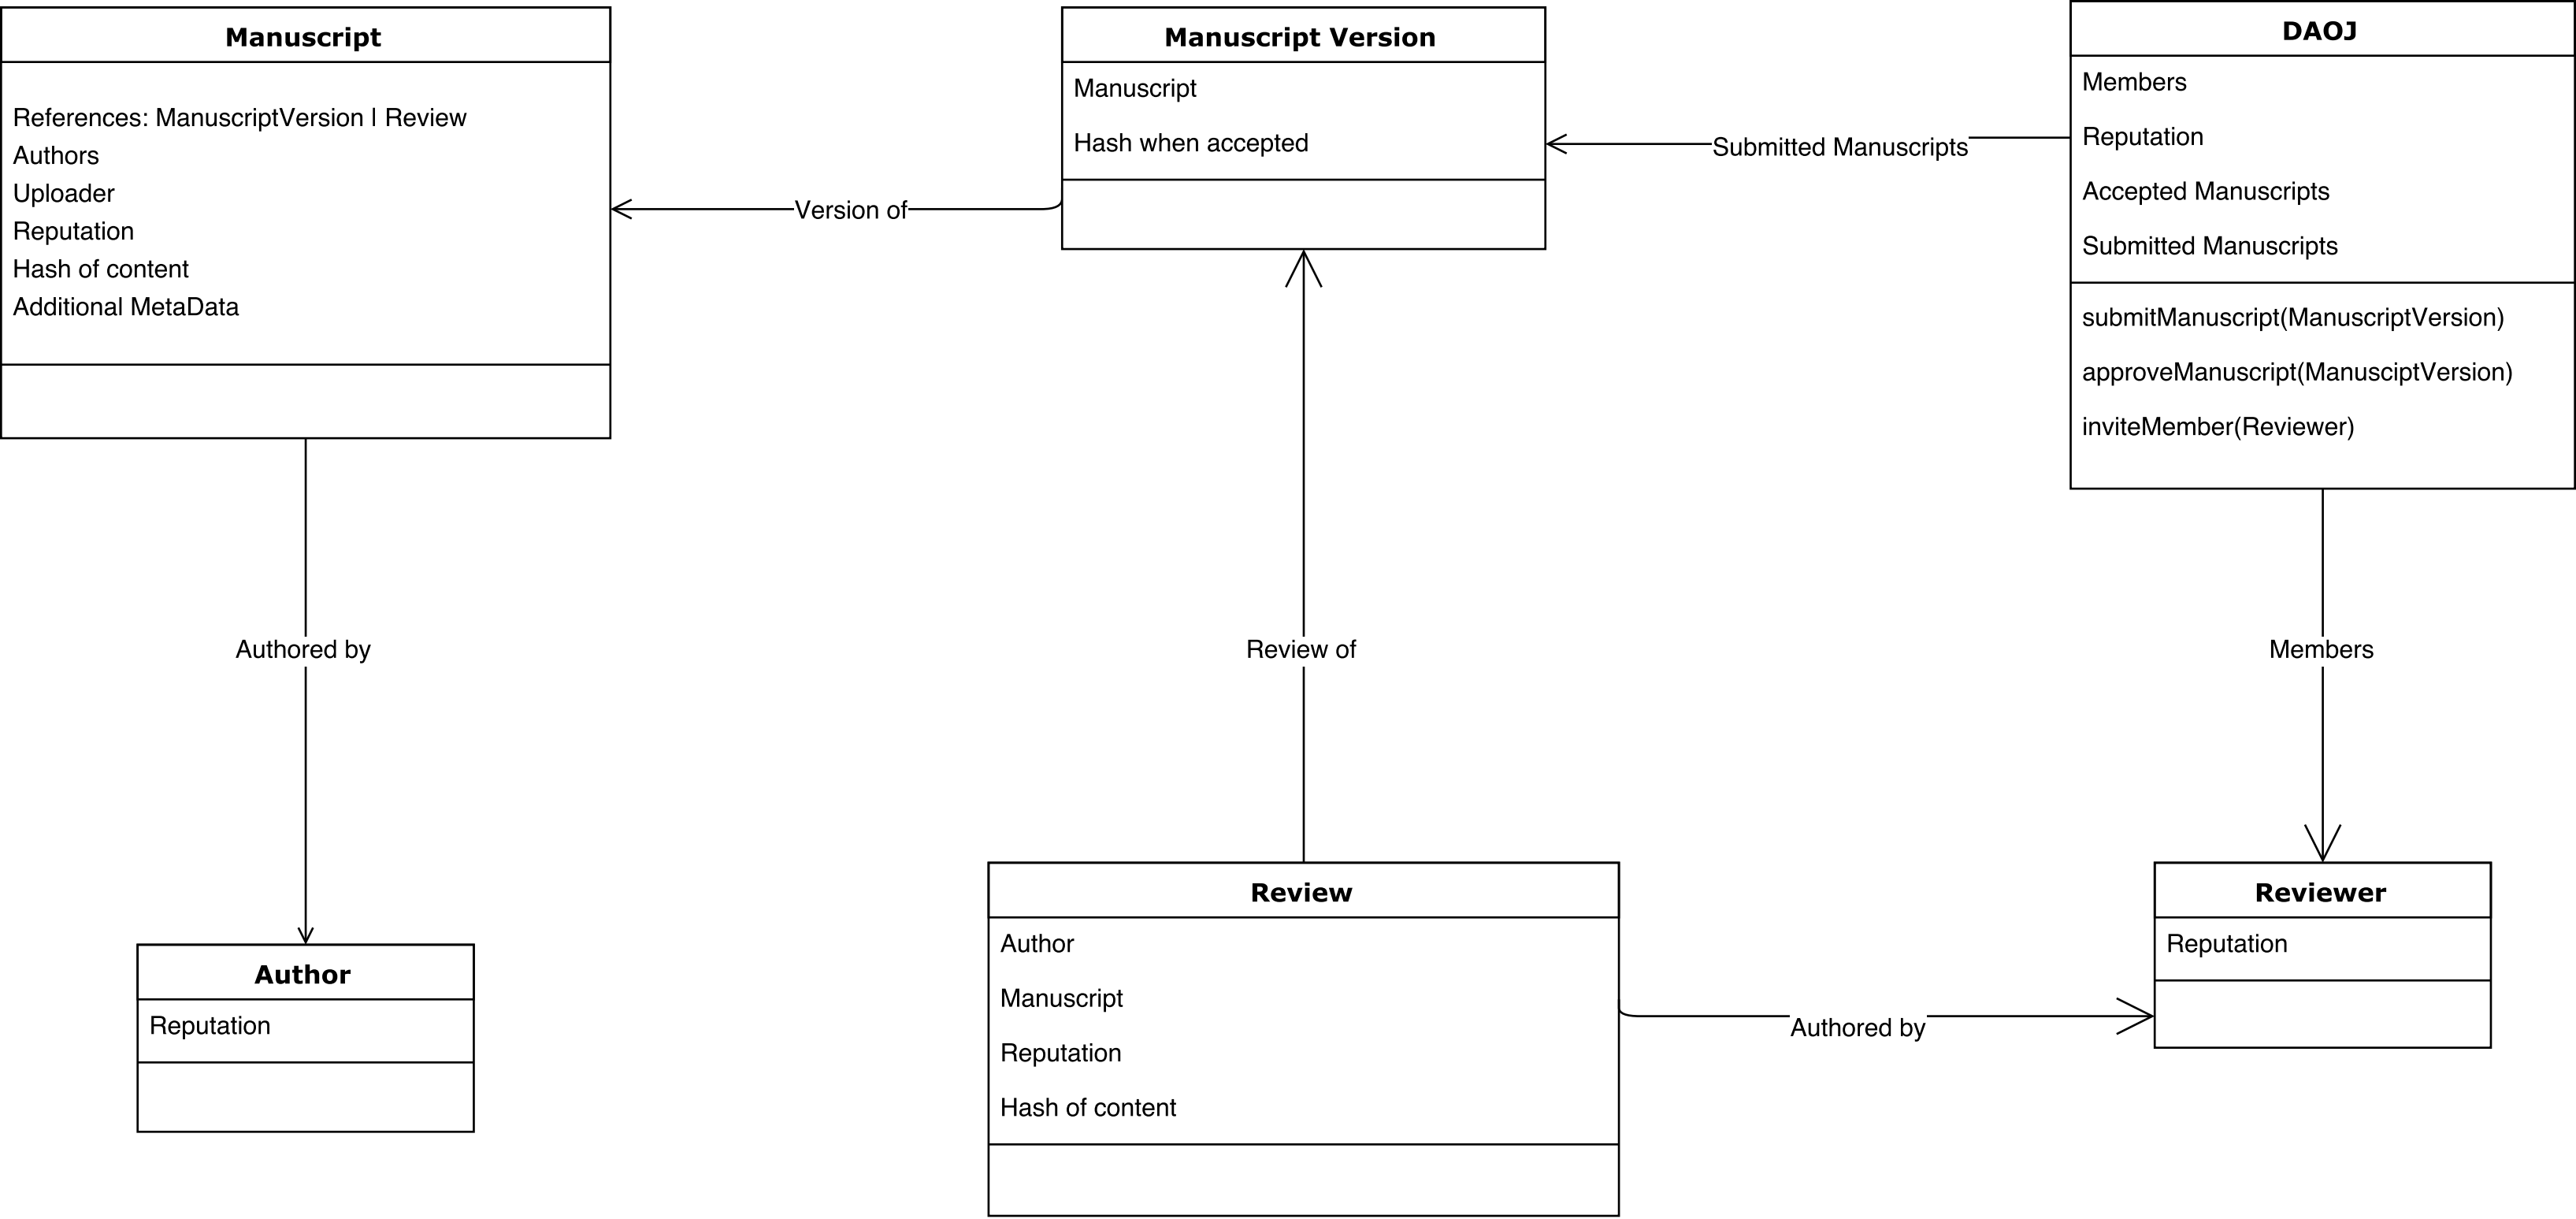 Manuscript
References: ManuscriptVersion | Review
Authors
Uploader
Reputation
Hash of content
Additional MetaData
Version of
Manuscript Version
Manuscript
Hash when accepted
Submitted Manuscripts
DAOJ
Members
Reputation
Accepted Manuscripts
Submitted Manuscripts
submitManuscript(ManuscriptVersion)
approveManuscript(ManusciptVersion)
inviteMember(Reviewer)
Authored by
Review of
Members
Author
Reputation
Review
Author
Manuscript
Reputation
Hash of content
Authored by
Reviewer
Reputation